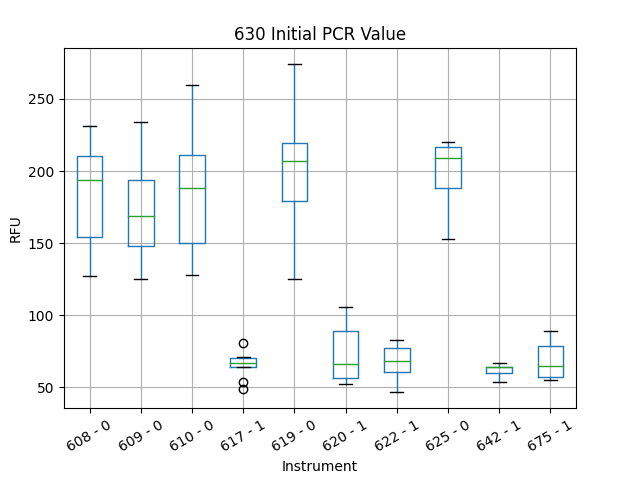 630 Initial PCR Value
250
200
150
100
50
RFU
608 - 0
609 - 0
610 - 0
617 - 1
619 - 0
620 - 1
622 - 1
625 - 0
642 - 1
675 - 1
Instrument